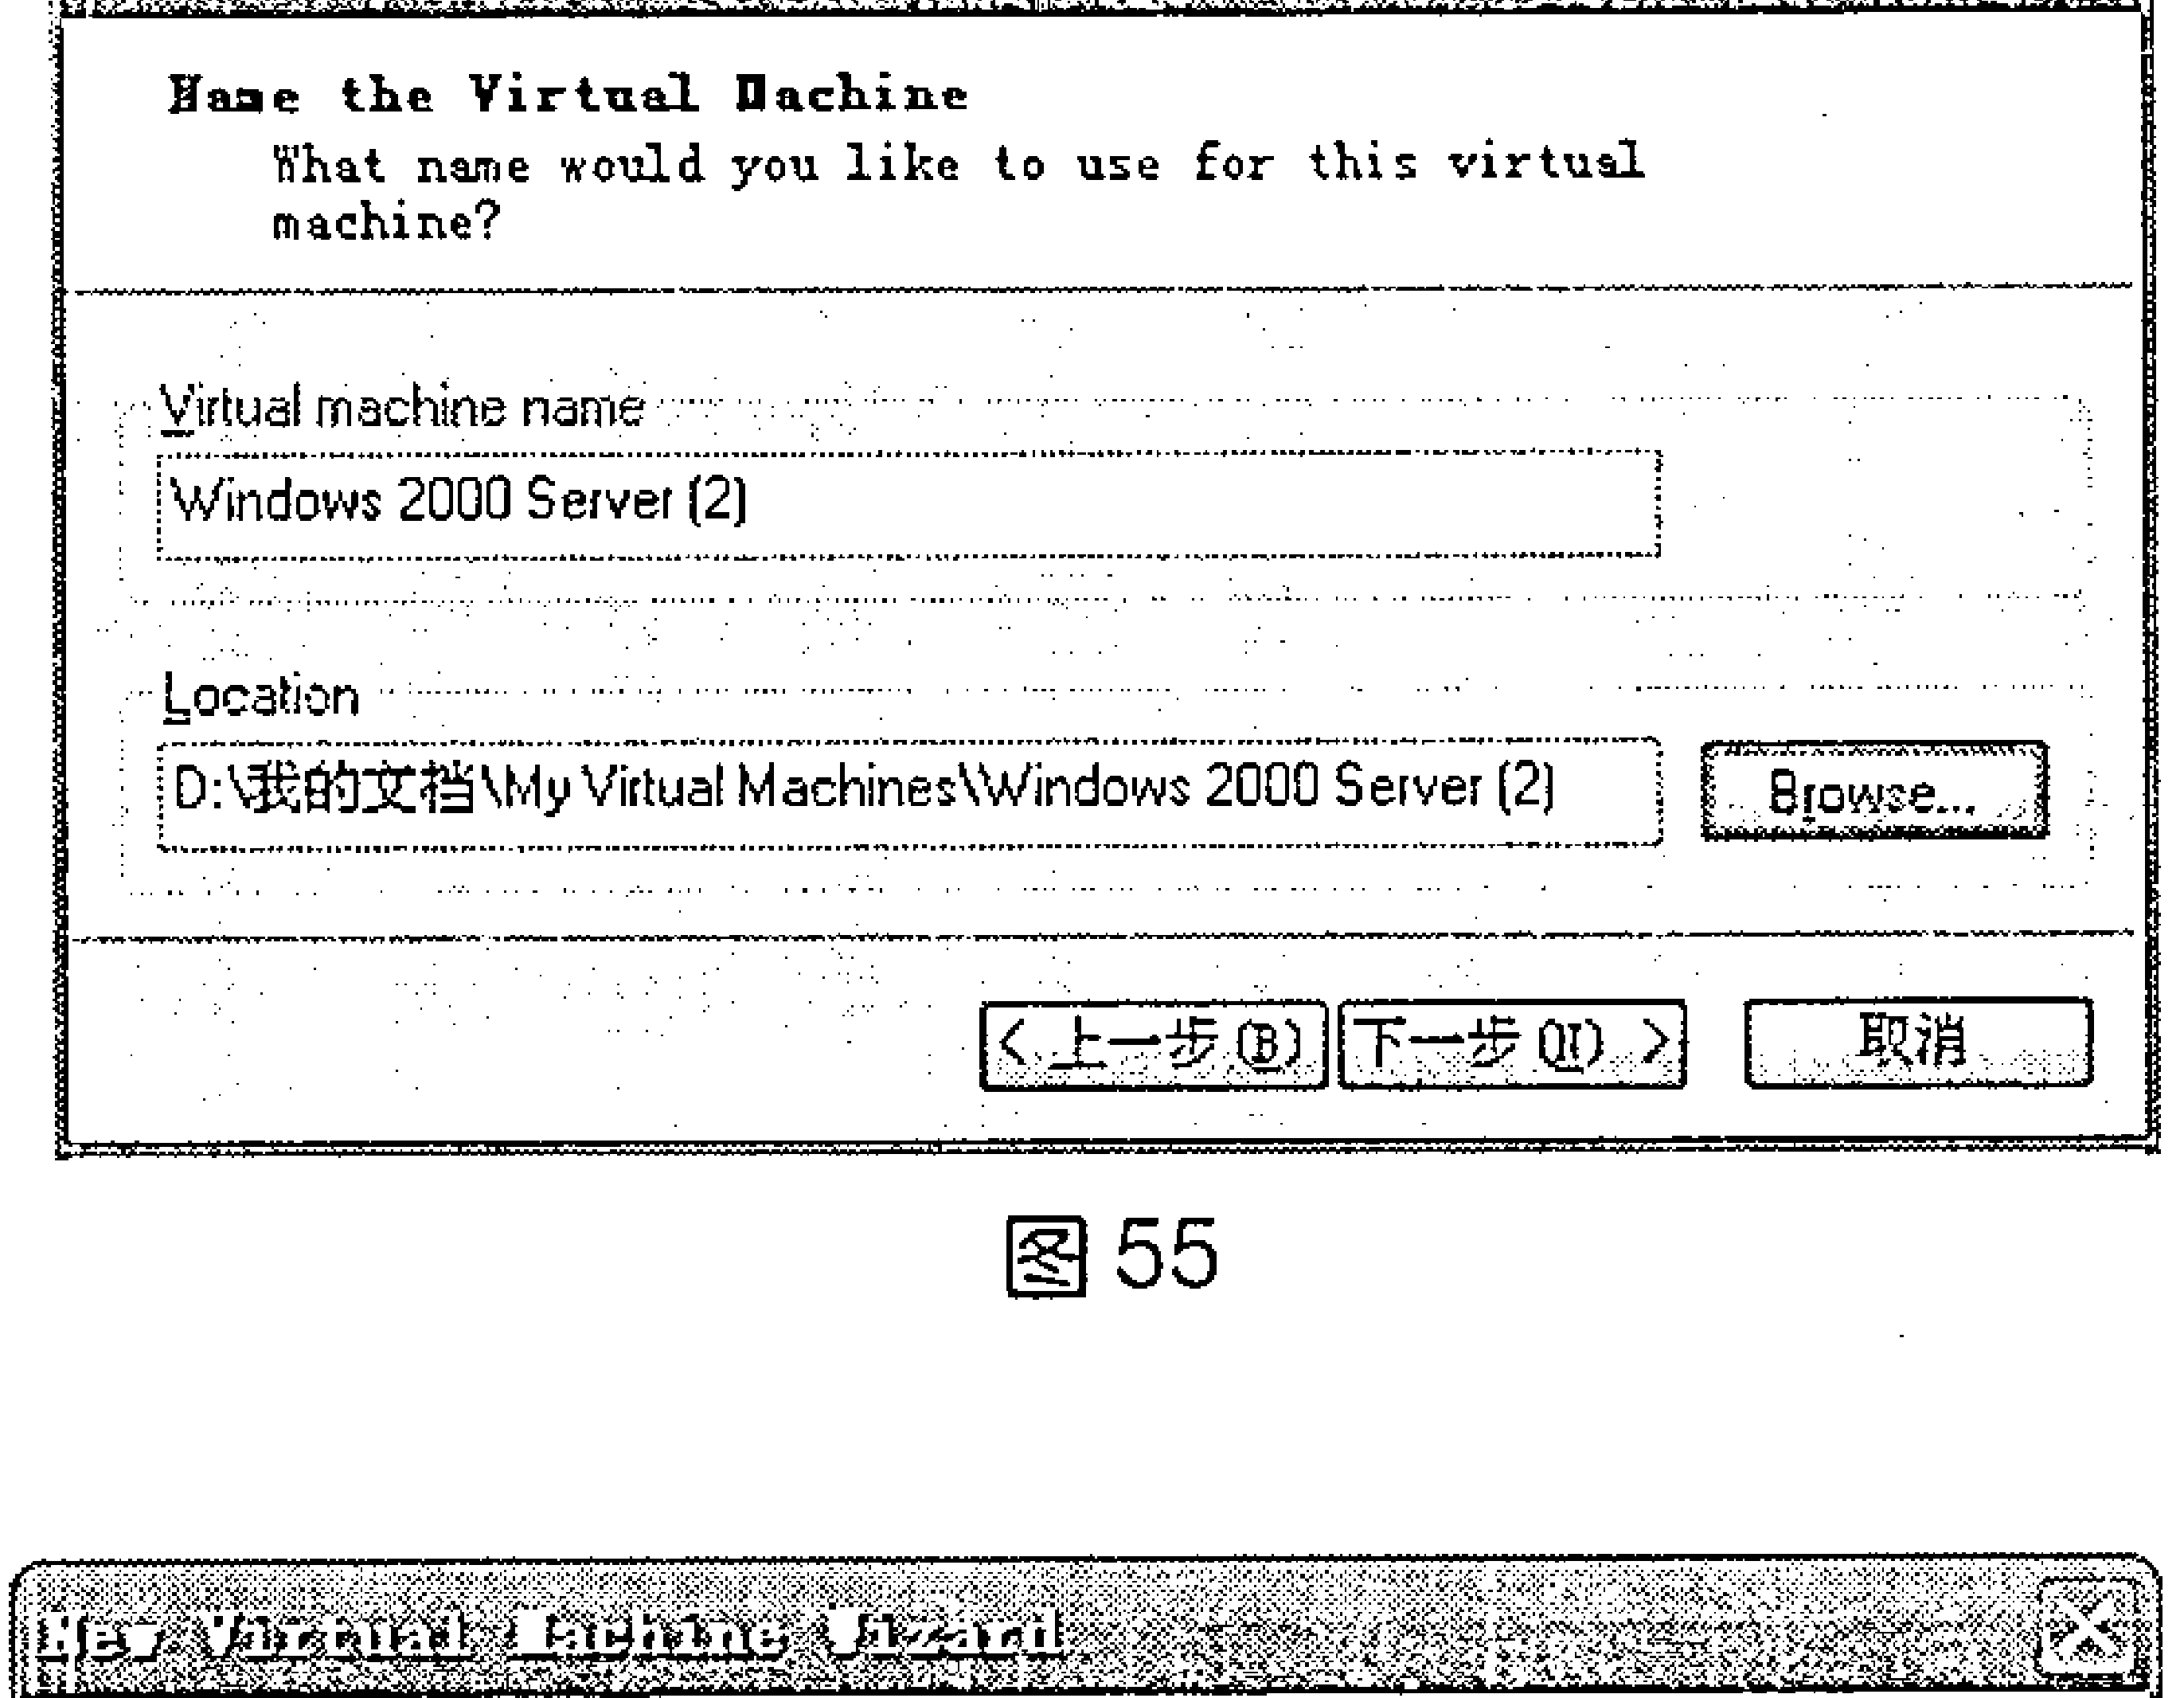 Name the Virtual Machine
What name would you like to use for this virtual
machine?
Virtual machine name
Windows 2000 Server (2)
Location
D:\我的文档\My Virtual Machines\Windows 2000 Server (2)
Browse...
< 上一步(B) 下一步(N) > 取消
图 55
New Virtual Machine Wizard